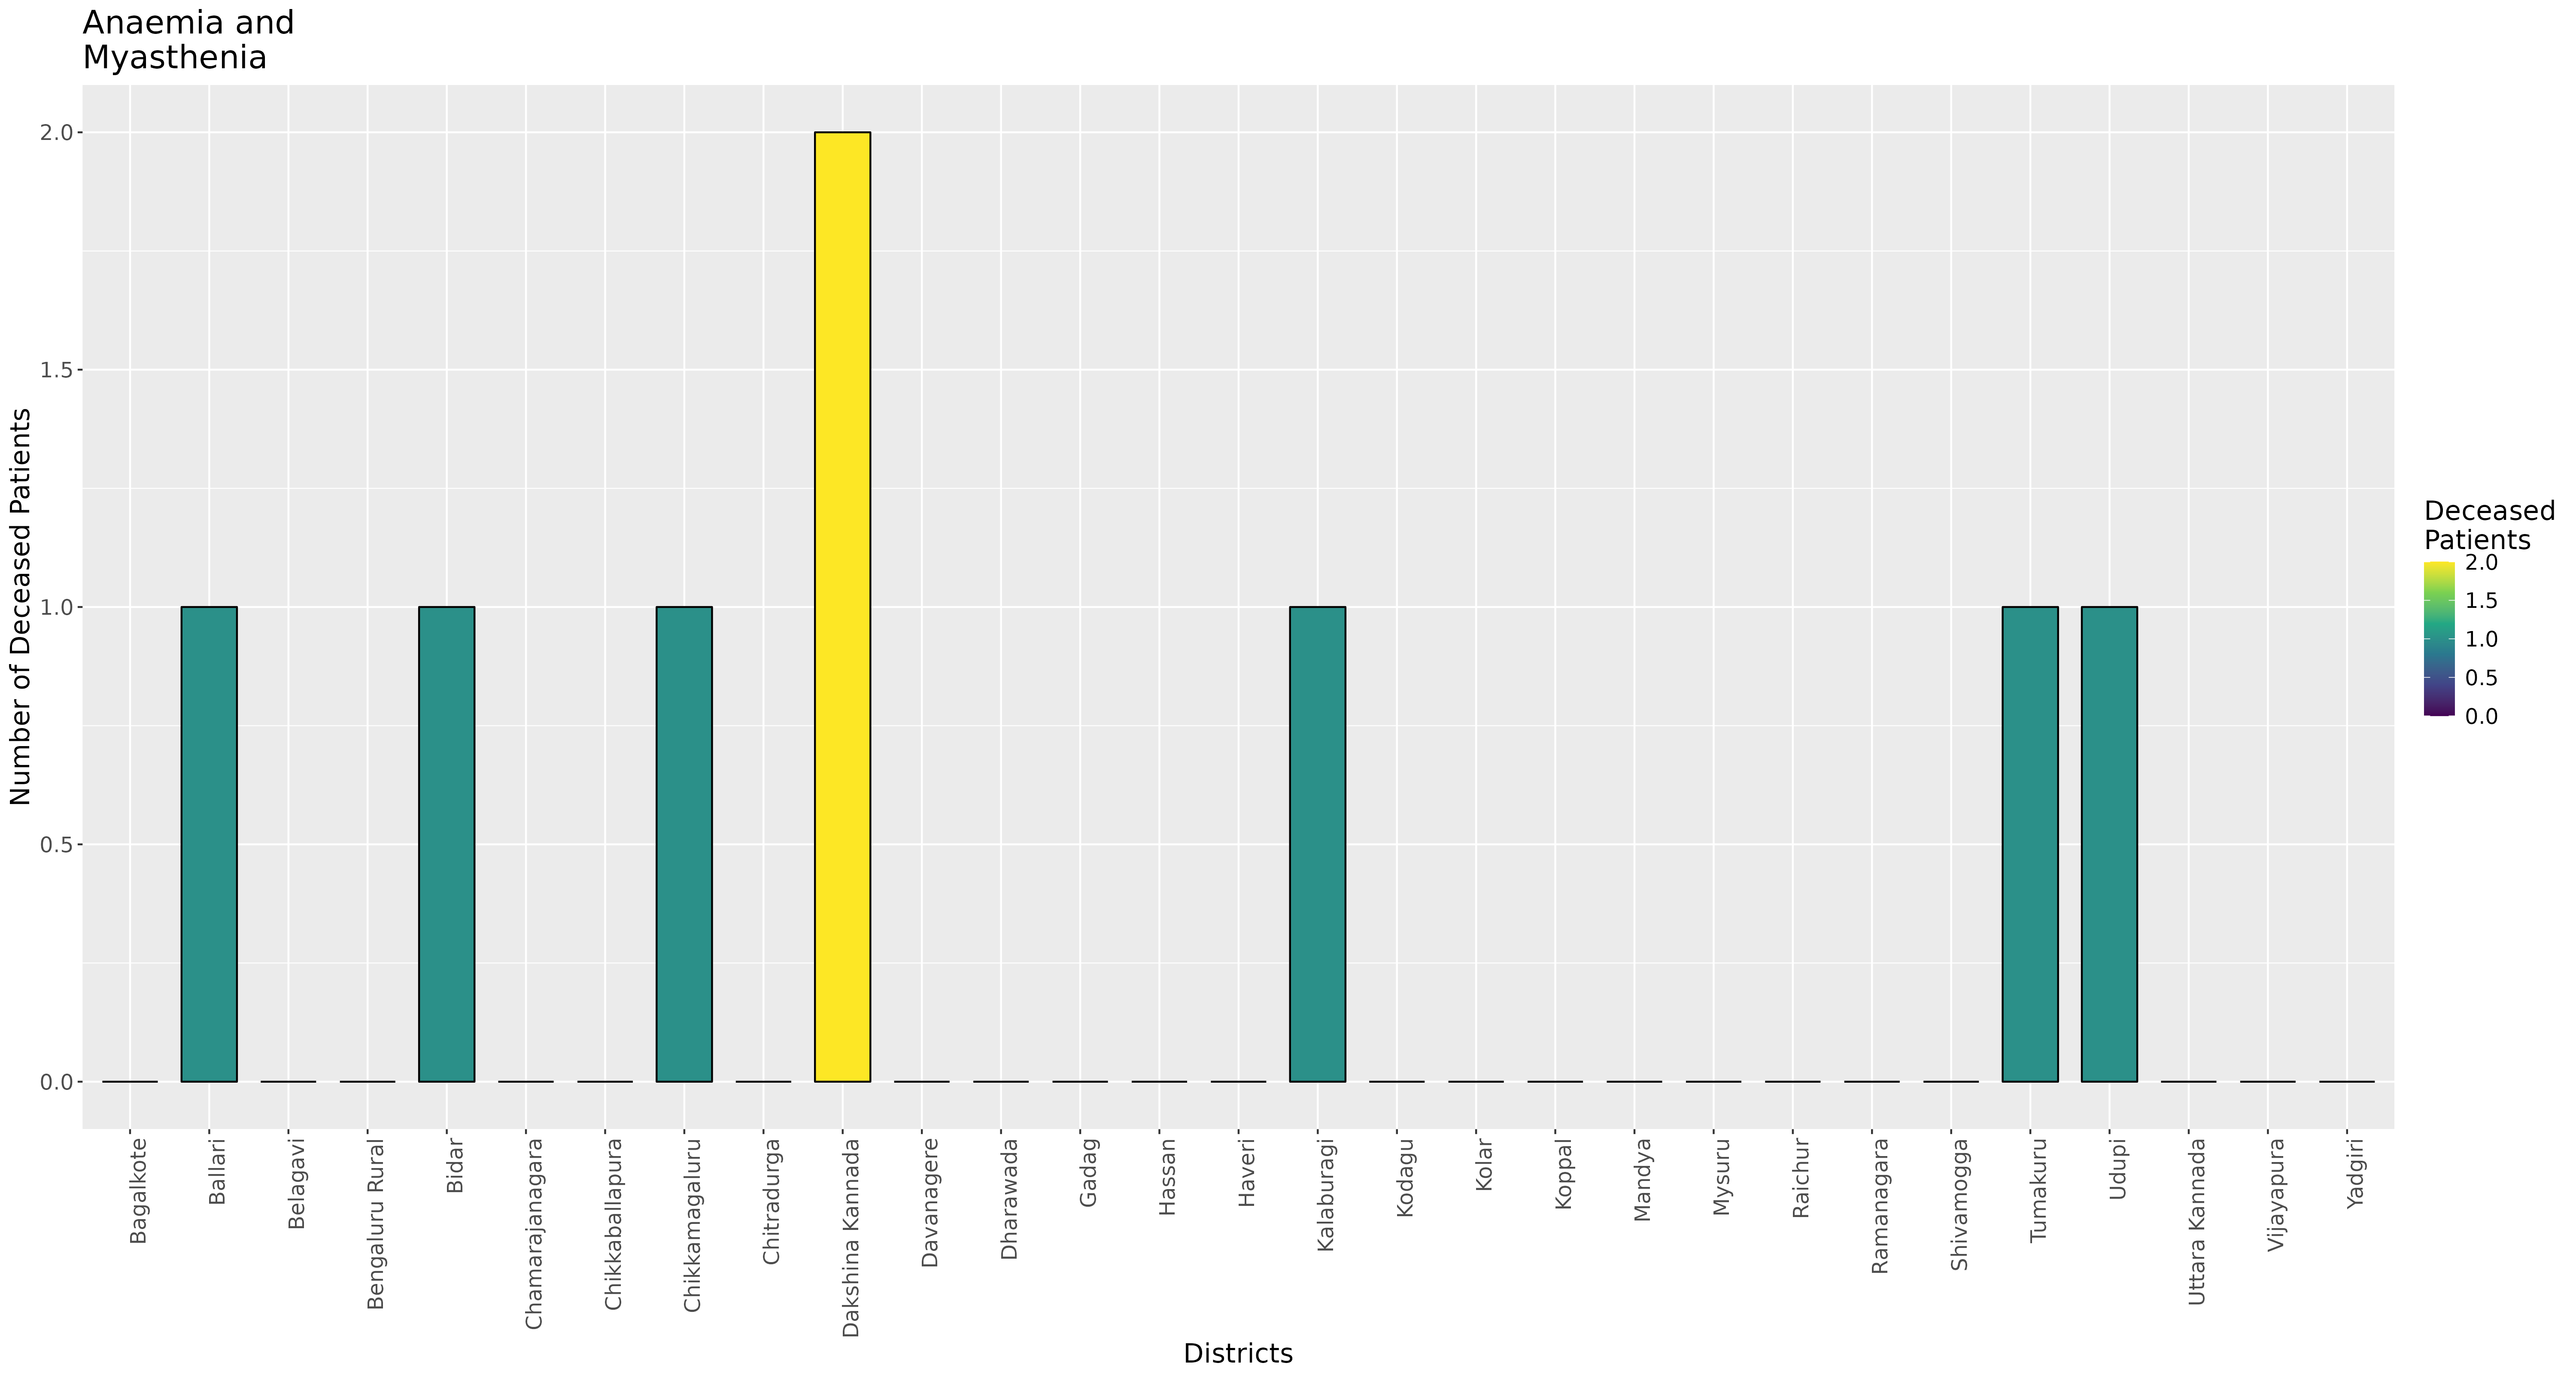 Anaemia and
Myasthenia
Number of Deceased Patients
2.0
1.5
1.0
0.5
0.0
Bagalkote
Ballari
Belagavi
Bengaluru Rural
Bidar
Chamarajanagara
Chikkaballapura
Chikkamagaluru
Chitradurga
Dakshina Kannada
Davanagere
Dharawada
Gadag
Hassan
Haveri
Kalaburagi
Kodagu
Kolar
Koppal
Mandya
Mysuru
Raichur
Ramanagara
Shivamogga
Tumakuru
Udupi
Uttara Kannada
Vijayapura
Yadgiri
Districts
Deceased
Patients
2.0
1.5
1.0
0.5
0.0